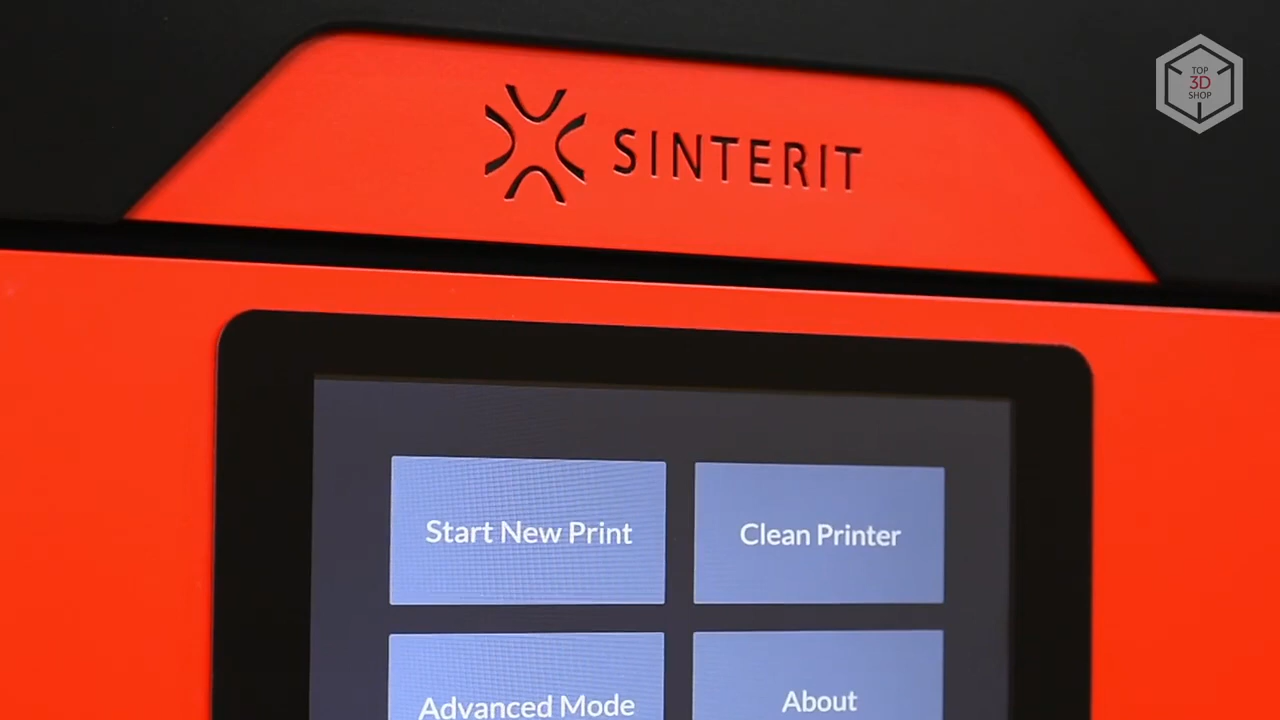 TOP
3D
SHOP
SINTERIT
Start New Print
Clean Printer
Advanced Mode
About